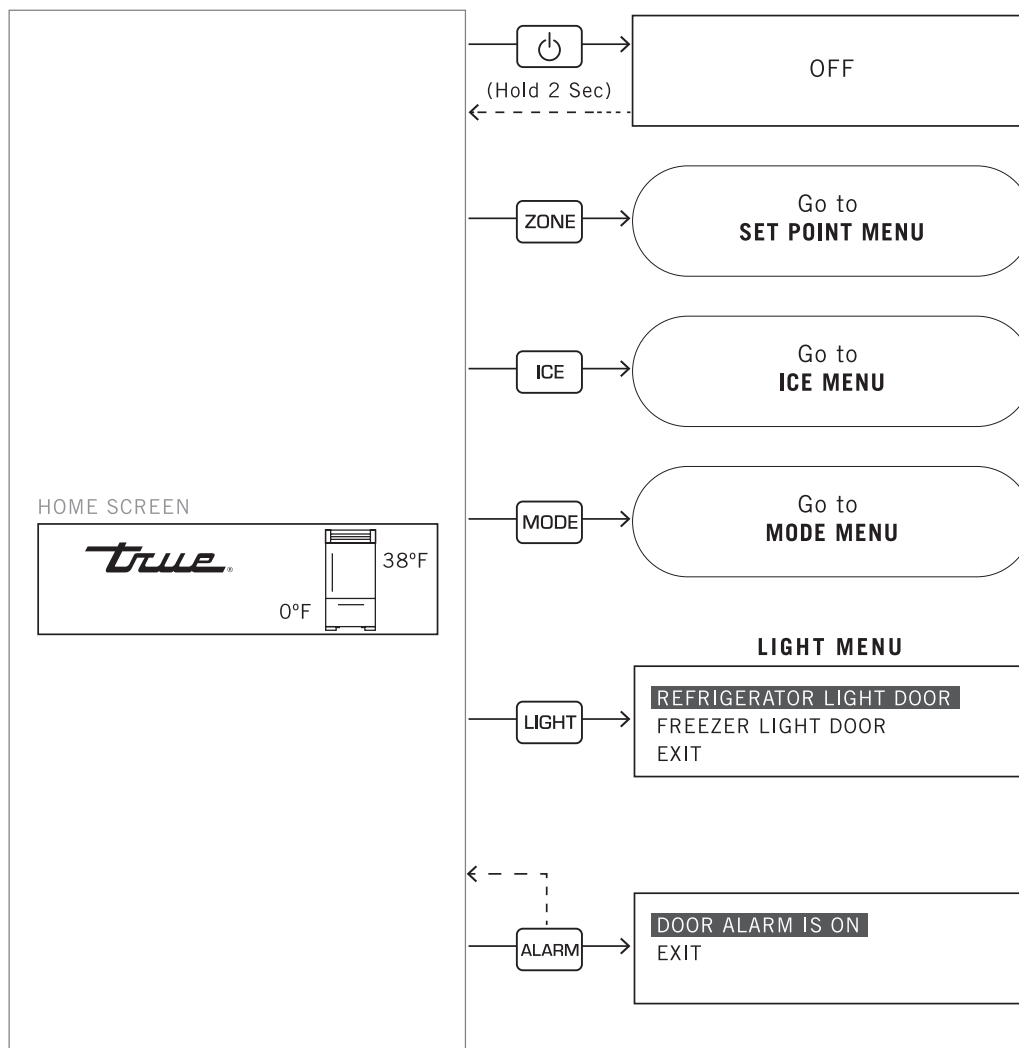 OFF
(Hold 2 Sec)
ZONE
Go to
SET POINT MENU
ICE
Go to
ICE MENU
HOME SCREEN
true®
38°F
0°F
MODE
Go to
MODE MENU
LIGHT MENU
LIGHT
REFRIGERATOR LIGHT DOOR
FREEZER LIGHT DOOR
EXIT
ALARM
DOOR ALARM IS ON
EXIT